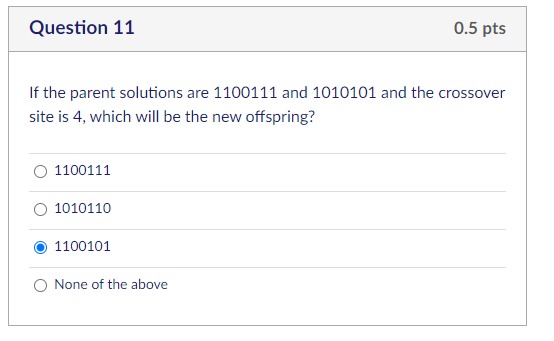 Question 11
0.5 pts
If the parent solutions are 1100111 and 1010101 and the crossover
site is 4, which will be the new offspring?
1100111
1010110
1100101
None of the above